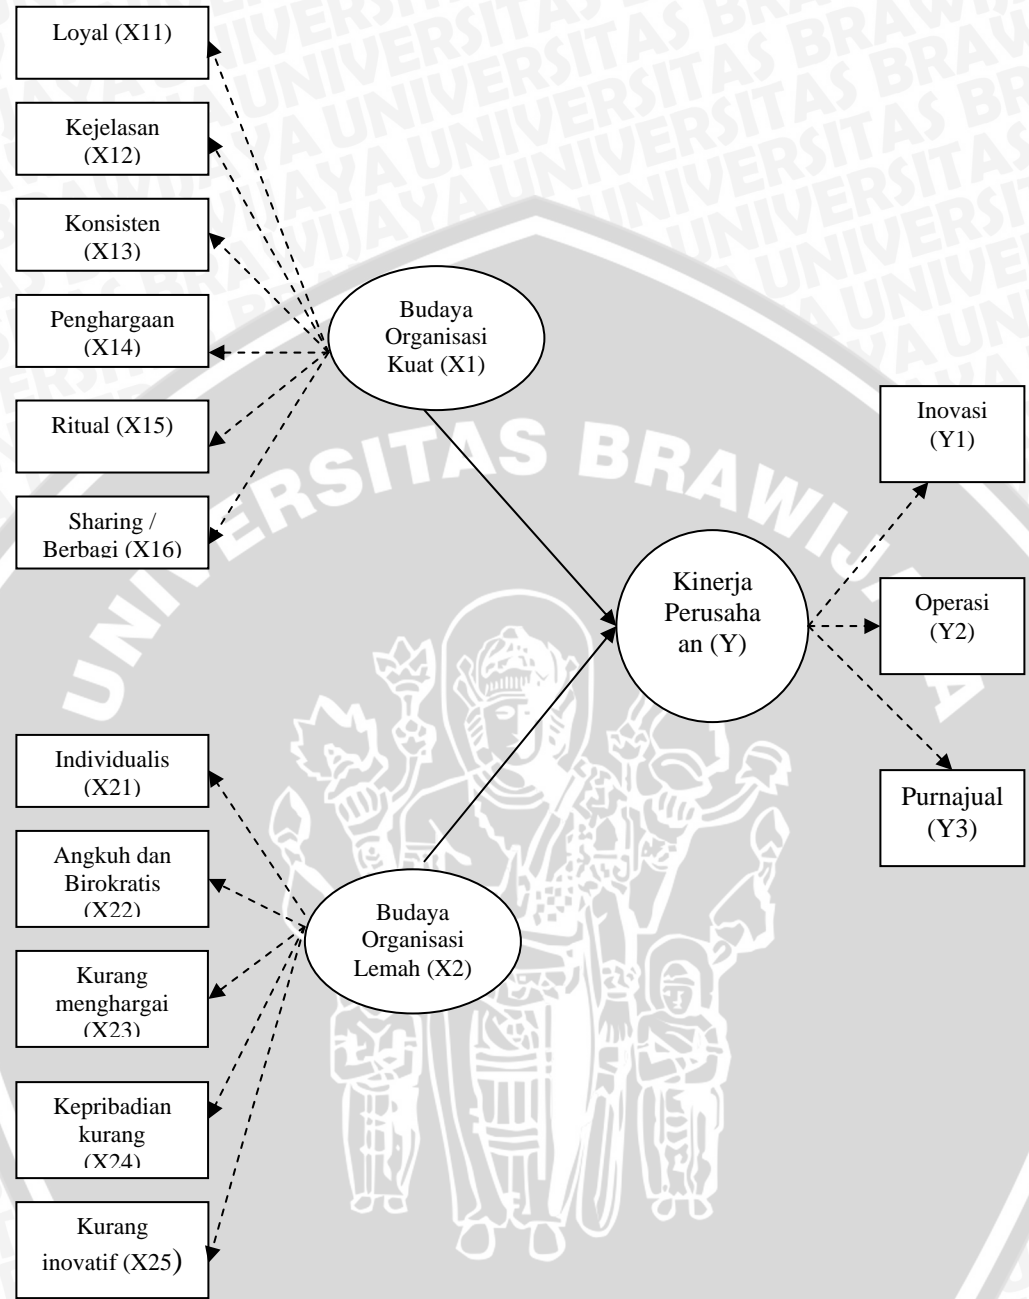 Loyal (X11)
Kejelasan
(X12)
Konsisten
(X13)
Penghargaan
(X14)
Ritual (X15)
Sharing /
Berbagi (X16)
Budaya
Organisasi
Kuat (X1)
Inovasi
(Y1)
Kinerja
Perusaha
an (Y)
Operasi
(Y2)
Purnajual
(Y3)
Individualis
(X21)
Angkuh dan
Birokratis
(X22)
Kurang
menghargai
(X23)
Kepribadian
kurang
(X24)
Kurang
inovatif (X25)
Budaya
Organisasi
Lemah (X2)
UNIVERSITAS BRAWIJAYA